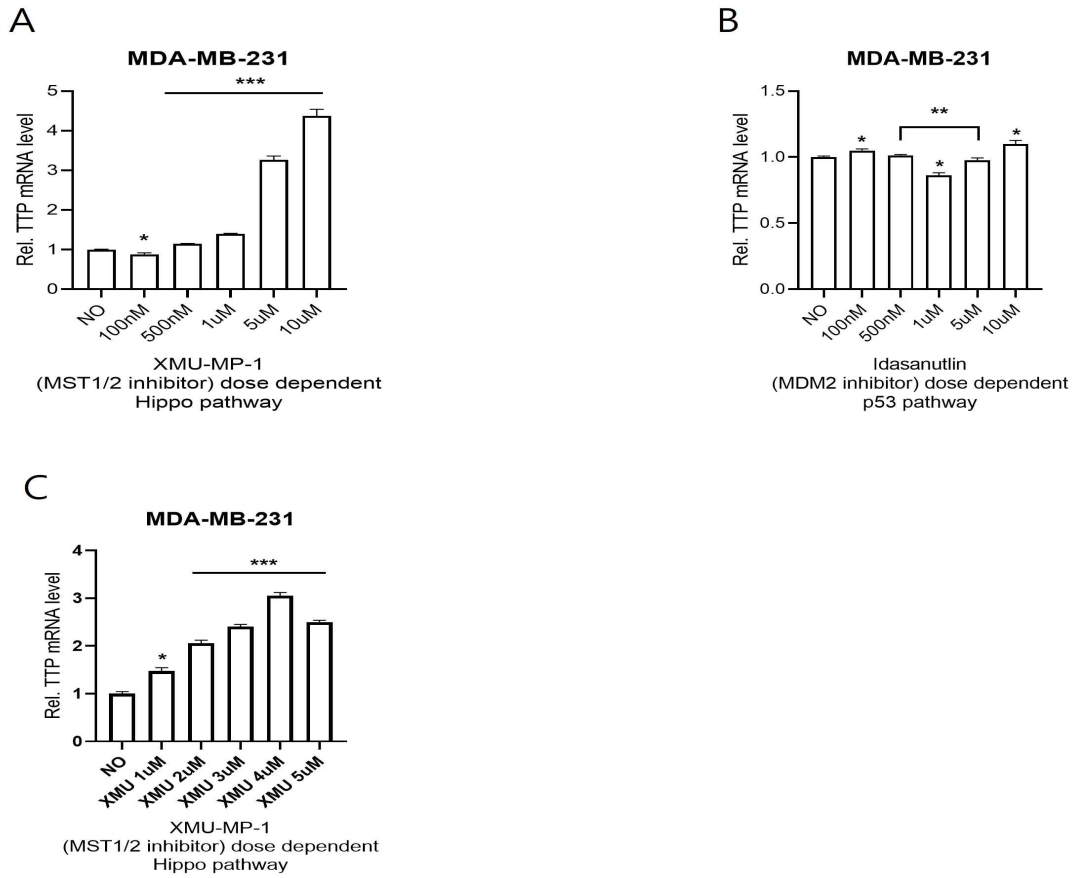 A
MDA-MB-231
***
Rel. TTP mRNA level
5
4
3
2
1
0
*
NO
100nM
500nM
1uM
5uM
10uM
XMU-MP-1
(MST1/2 inhibitor) dose dependent
Hippo pathway
B
MDA-MB-231
Rel. TTP mRNA level
1.5
1.0
0.5
0.0
*
**
*
*
NO
100nM
500nM
1uM
5uM
10uM
Idasanutlin
(MDM2 inhibitor) dose dependent
p53 pathway
C
MDA-MB-231
Rel. TTP mRNA level
4
3
2
1
0
*
***
NO
XMU 1uM
XMU 2uM
XMU 3uM
XMU 4uM
XMU 5uM
XMU-MP-1
(MST1/2 inhibitor) dose dependent
Hippo pathway